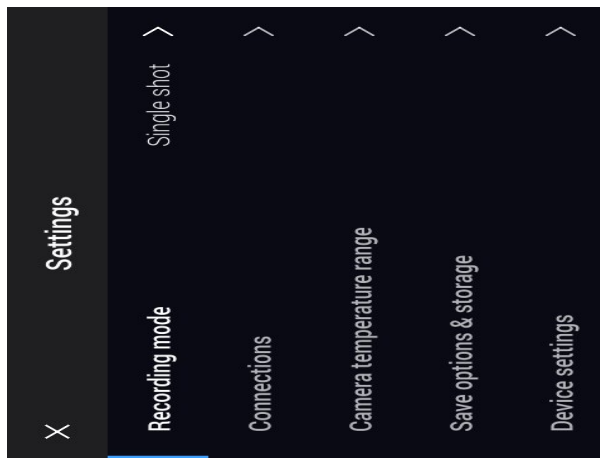 Settings
Recording mode Single shot
Connections
Camera temperature range
Save options & storage
Device settings